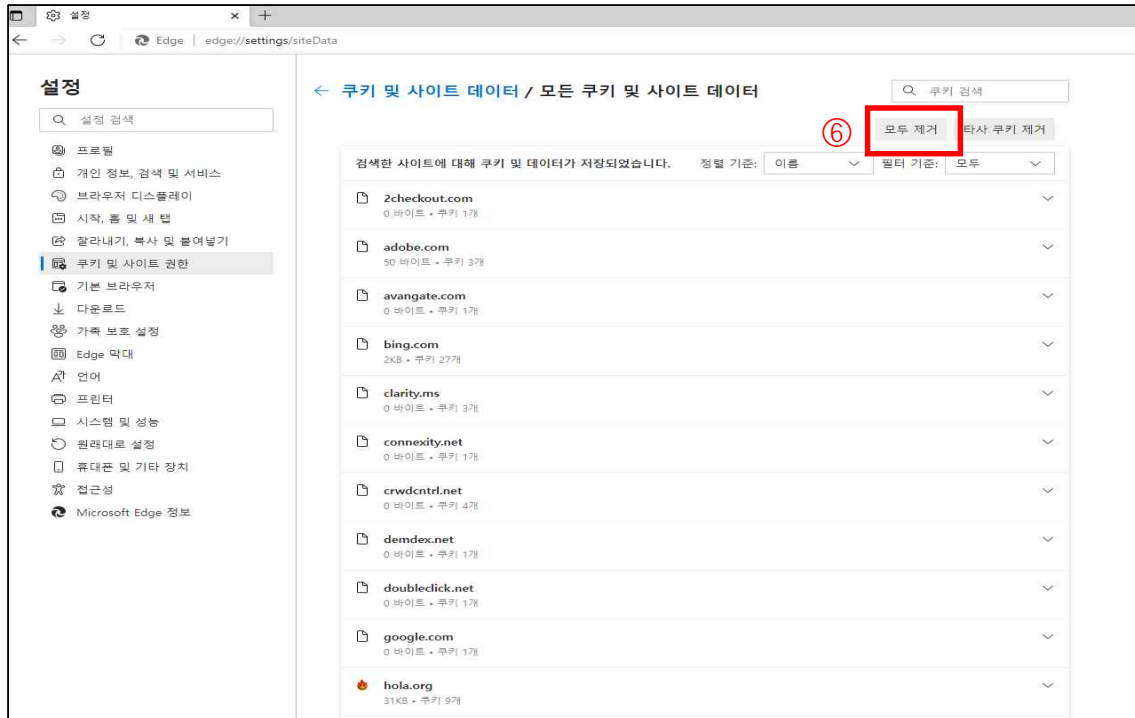 설정
Edge | edge://settings/siteData
설정
설정 검색
프로필
개인 정보, 검색 및 서비스
브라우저 디스플레이
시작, 홈 및 새 탭
잘라내기, 복사 및 붙여넣기
쿠키 및 사이트 권한
기본 브라우저
다운로드
가족 보호 설정
Edge 막대
언어
프린터
시스템 및 성능
원래대로 설정
휴대폰 및 기타 장치
접근성
Microsoft Edge 정보
쿠키 및 사이트 데이터 / 모든 쿠키 및 사이트 데이터
쿠키 검색
⑥ 모두 제거 타사 쿠키 제거
검색한 사이트에 대해 쿠키 및 데이터가 저장되었습니다. 정렬 기준: 이름 필터 기준: 모두
2checkout.com
0 바이트 • 쿠키 1개
adobe.com
50 바이트 • 쿠키 3개
avangate.com
0 바이트 • 쿠키 1개
bing.com
2KB • 쿠키 27개
clarity.ms
0 바이트 • 쿠키 3개
connexity.net
0 바이트 • 쿠키 1개
crwdcntrl.net
0 바이트 • 쿠키 4개
demdex.net
0 바이트 • 쿠키 1개
doubleclick.net
0 바이트 • 쿠키 1개
google.com
0 바이트 • 쿠키 1개
hola.org
31KB • 쿠키 9개